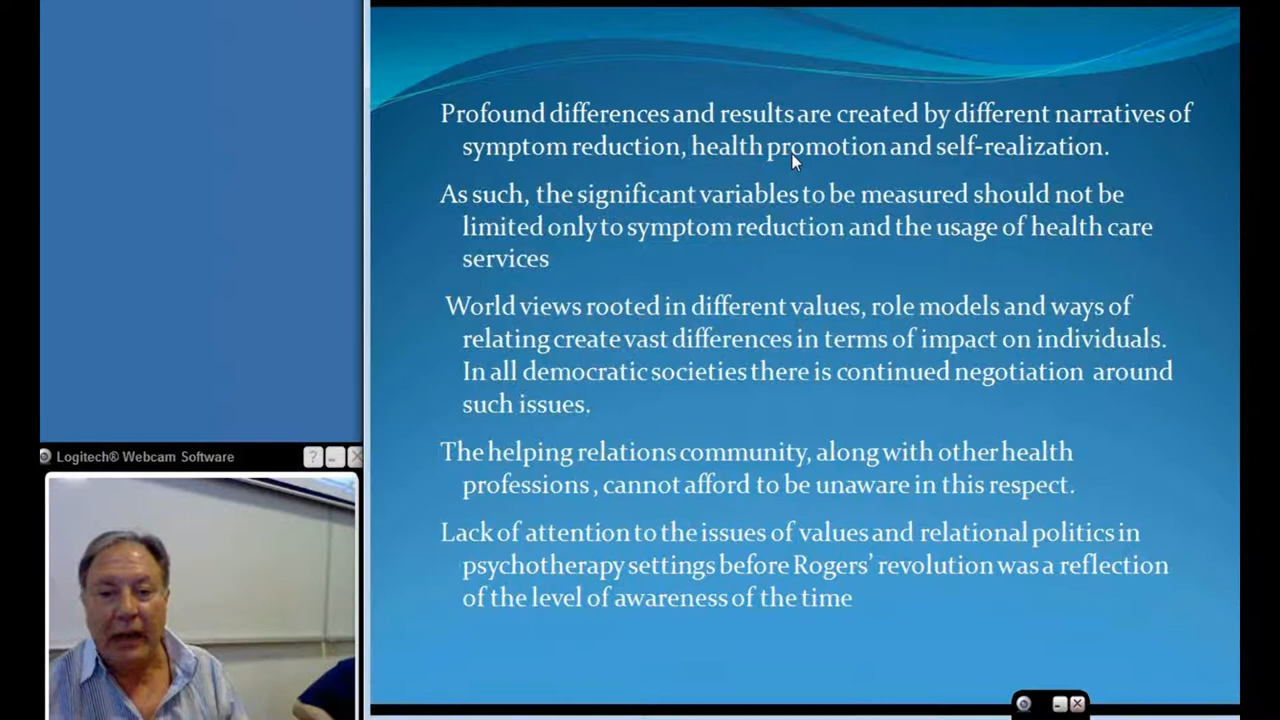 Profound differences and results are created by different narratives of
symptom reduction, health promotion and self-realization.
As such, the significant variables to be measured should not be
limited only to symptom reduction and the usage of health care
services
World views rooted in different values, role models and ways of
relating create vast differences in terms of impact on individuals.
In all democratic societies there is continued negotiation around
such issues.
The helping relations community, along with other health
professions , cannot afford to be unaware in this respect.
Lack of attention to the issues of values and relational politics in
psychotherapy settings before Rogers’ revolution was a reflection
of the level of awareness of the time
Logitech® Webcam Software